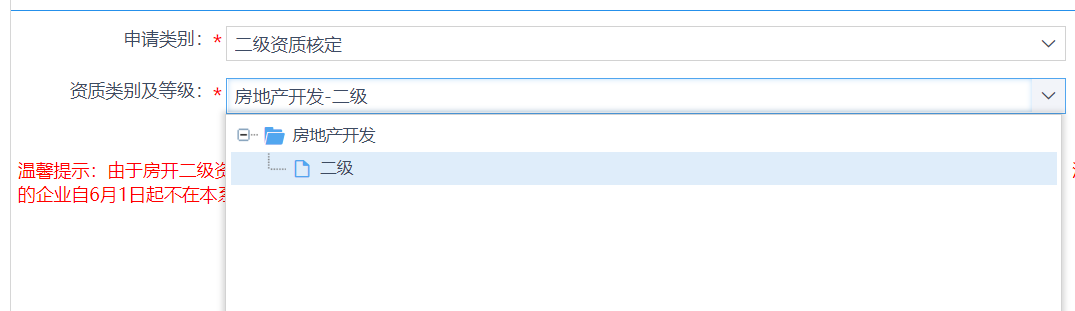 申请类别：* 二级资质核定
资质类别及等级：* 房地产开发-二级
房地产开发
二级
温馨提示：由于房开二级资
的企业自6月1日起不在本系